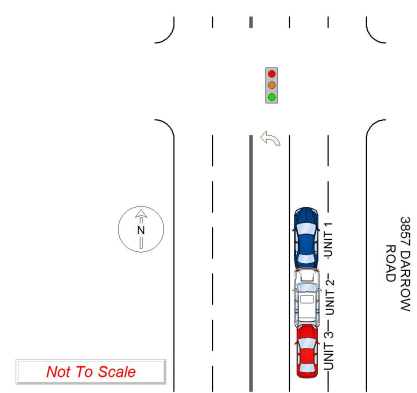 N
UNIT 1
UNIT 2
UNIT 3
3857 DARROW
ROAD
Not To Scale